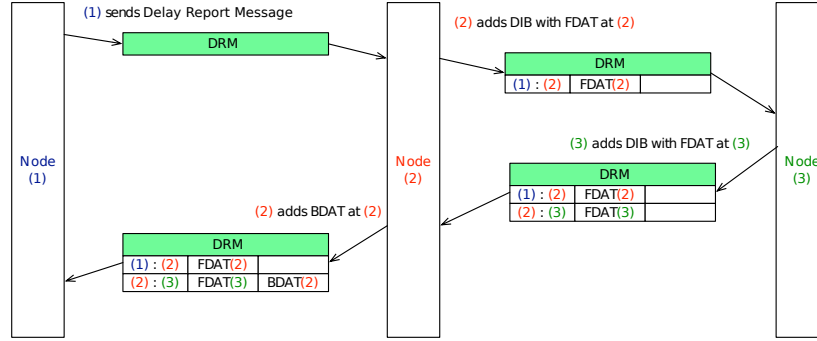 (1) sends Delay Report Message
DRM
(2) adds DIB with FDAT at (2)
DRM
(1) : (2) FDAT(2)
Node
(1)
Node
(2)
Node
(3)
(3) adds DIB with FDAT at (3)
DRM
(1) : (2) FDAT(2)
(2) : (3) FDAT(3)
(2) adds BDAT at (2)
DRM
(1) : (2) FDAT(2)
(2) : (3) FDAT(3) BDAT(2)